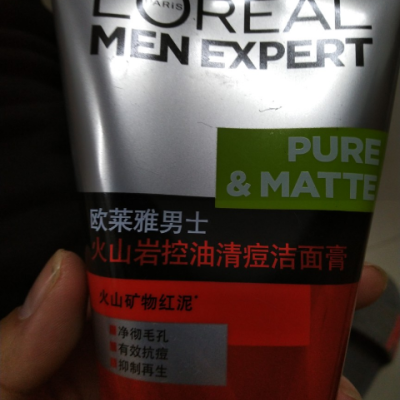 L'ORÉAL
PARIS
MEN EXPERT
PURE
& MATTE
欧莱雅男士
火山岩控油清痘洁面膏
火山矿物红泥*
净彻毛孔
有效抗痘
抑制再生